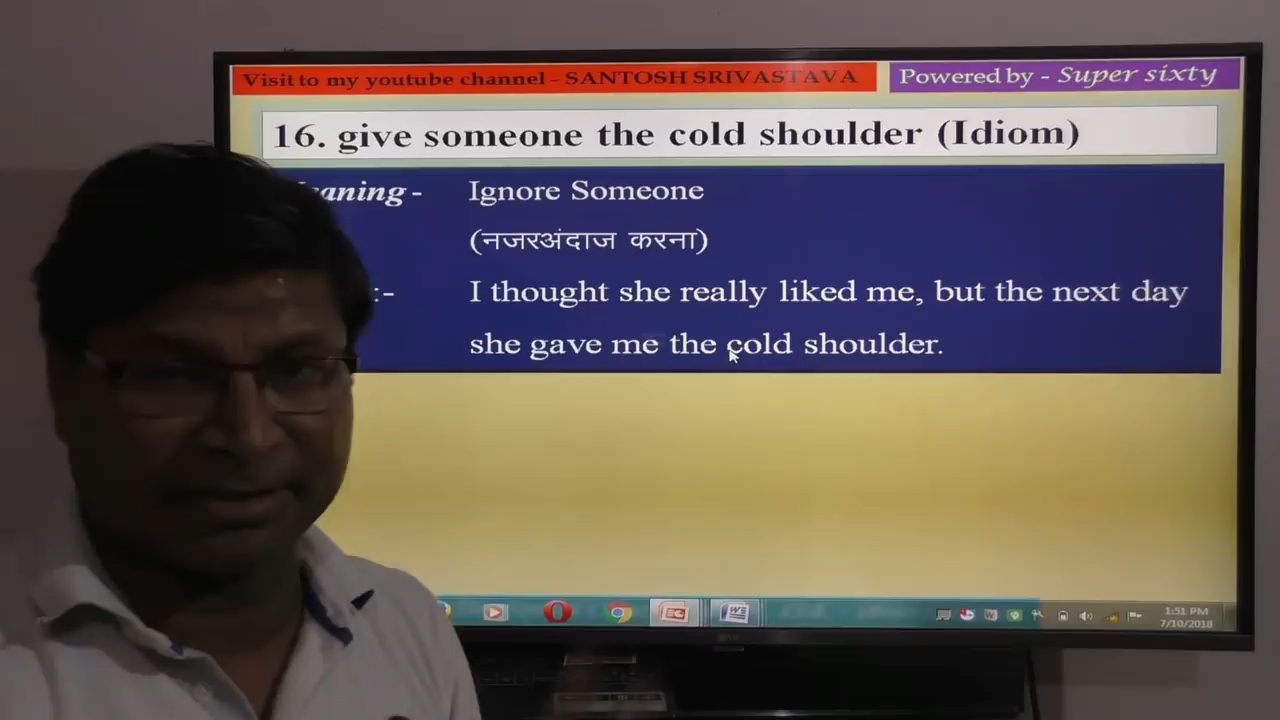 Visit to my youtube channel - SANTOSH SRIVASTAVA
Powered by - Super sixty
16. give someone the cold shoulder (Idiom)
- Ignore Someone
(नजरअंदाज करना)
:- I thought she really liked me, but the next day
she gave me the cold shoulder.
1:51 PM
7/10/2018